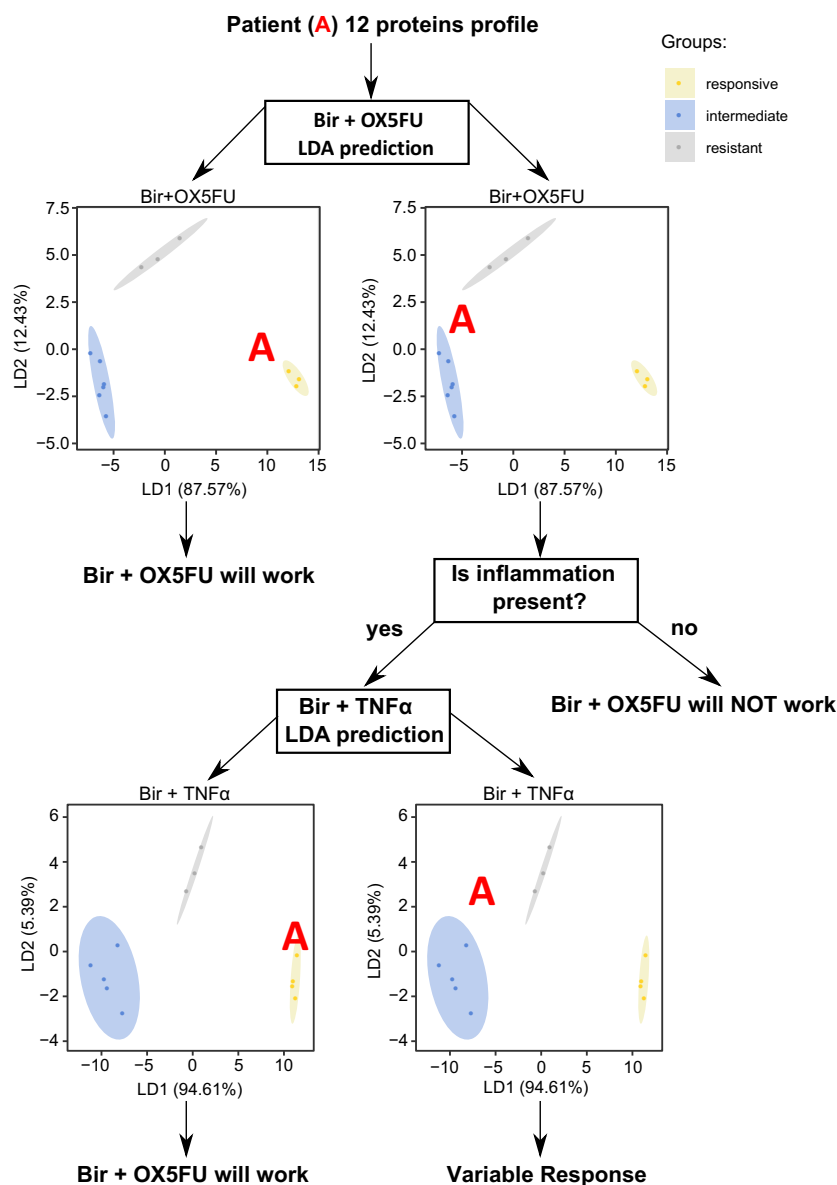 Patient (A) 12 proteins profile
Groups:
responsive
intermediate
resistant
Bir + OX5FU
LDA prediction
Bir+OX5FU
7.5
5.0
2.5
0.0
−2.5
−5.0
LD2 (12.43%)
A
−5
0
5
10
15
LD1 (87.57%)
Bir+OX5FU
7.5
5.0
2.5
0.0
−2.5
−5.0
LD2 (12.43%)
A
−5
0
5
10
15
LD1 (87.57%)
Bir + OX5FU will work
Is inflammation
present?
yes
no
Bir + TNFα
LDA prediction
Bir + OX5FU will NOT work
Bir + TNFα
6
4
2
0
−2
−4
LD2 (5.39%)
A
−10
−5
0
5
10
LD1 (94.61%)
Bir + TNFα
6
4
2
0
−2
−4
LD2 (5.39%)
A
−10
−5
0
5
10
LD1 (94.61%)
Bir + OX5FU will work
Variable Response